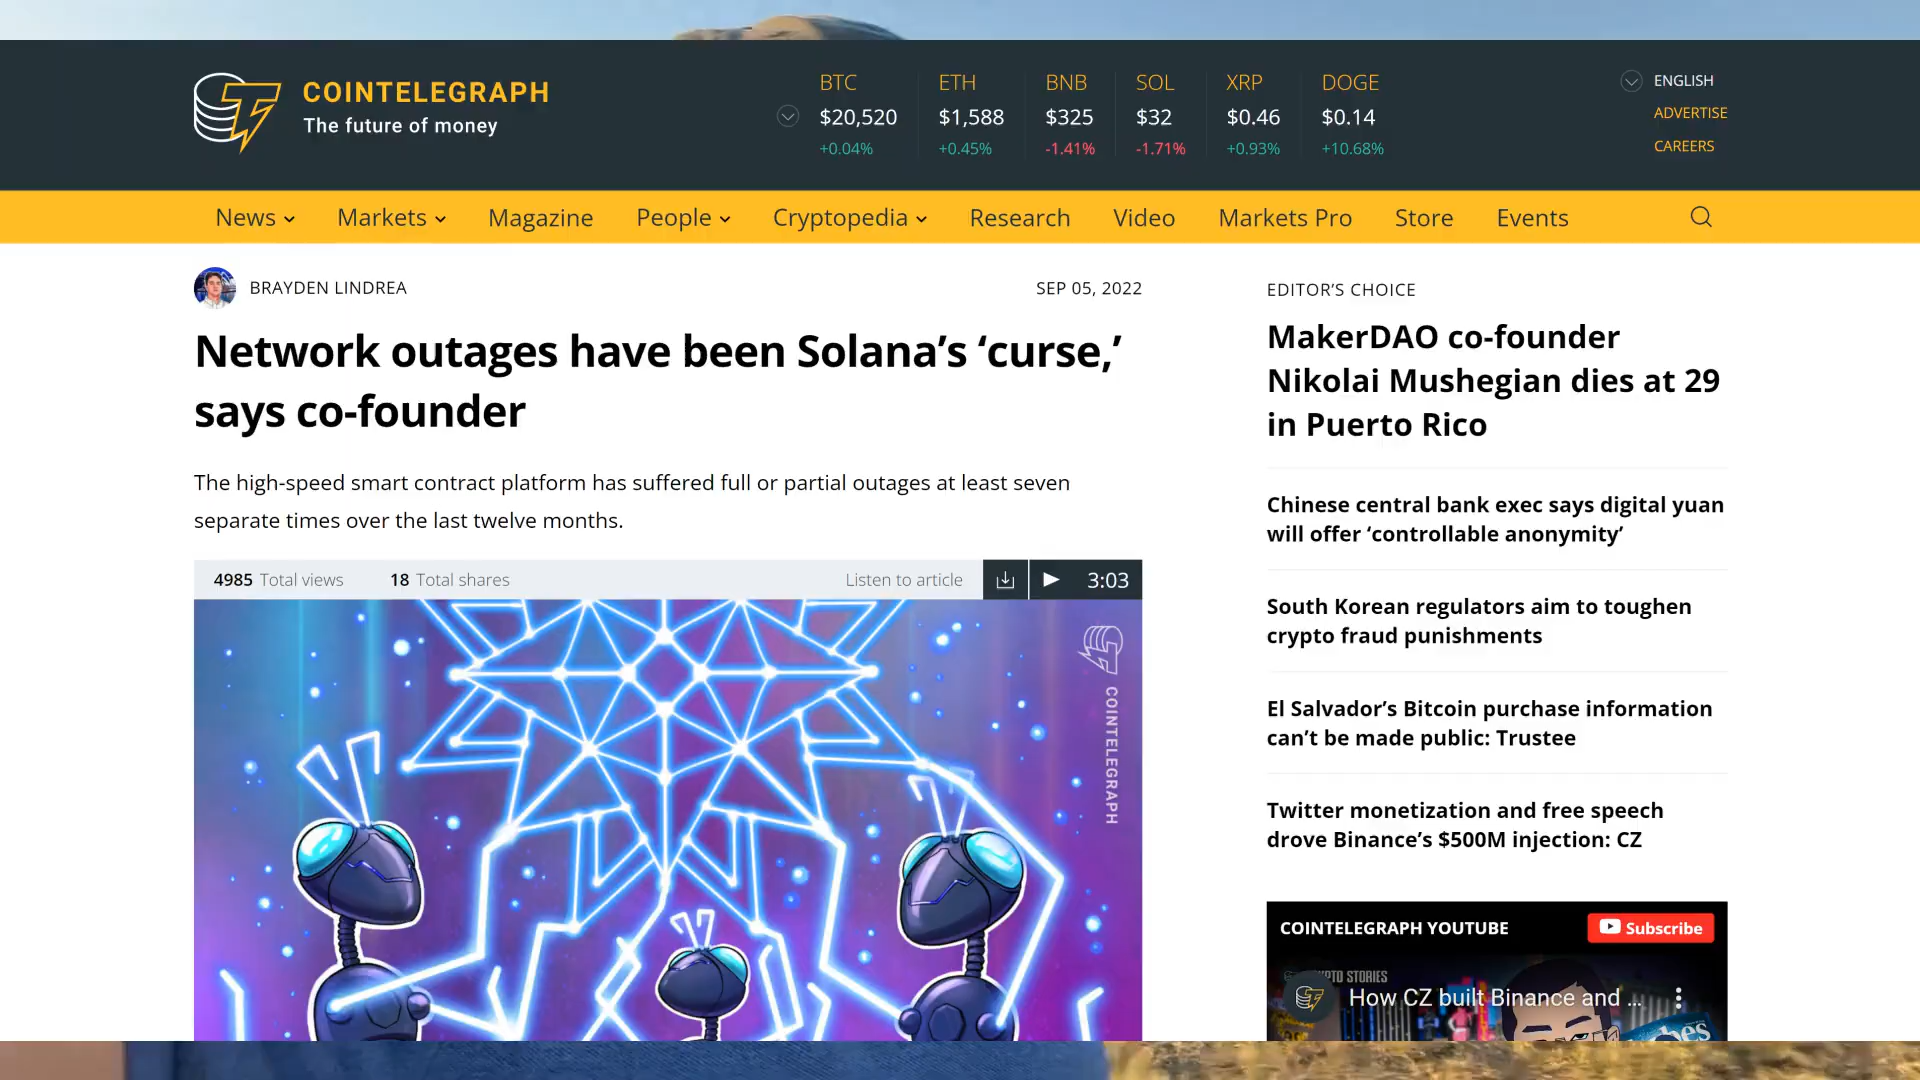 COINTELEGRAPH
The future of money
BTC
$20,520
+0.04%
ETH
$1,588
+0.45%
BNB
$325
-1.41%
SOL
$32
-1.71%
XRP
$0.46
+0.93%
DOGE
$0.14
+10.68%
ENGLISH
ADVERTISE
CAREERS
News Markets Magazine People Cryptopedia Research Video Markets Pro Store Events
BRAYDEN LINDREA
SEP 05, 2022
Network outages have been Solana’s ‘curse,’
says co-founder
The high-speed smart contract platform has suffered full or partial outages at least seven
separate times over the last twelve months.
4985 Total views 18 Total shares Listen to article 3:03
COINTELEGRAPH
EDITOR’S CHOICE
MakerDAO co-founder
Nikolai Mushegian dies at 29
in Puerto Rico
Chinese central bank exec says digital yuan
will offer ‘controllable anonymity’
South Korean regulators aim to toughen
crypto fraud punishments
El Salvador’s Bitcoin purchase information
can’t be made public: Trustee
Twitter monetization and free speech
drove Binance’s $500M injection: CZ
COINTELEGRAPH YOUTUBE
Subscribe
STORIES
How CZ built Binance and ...